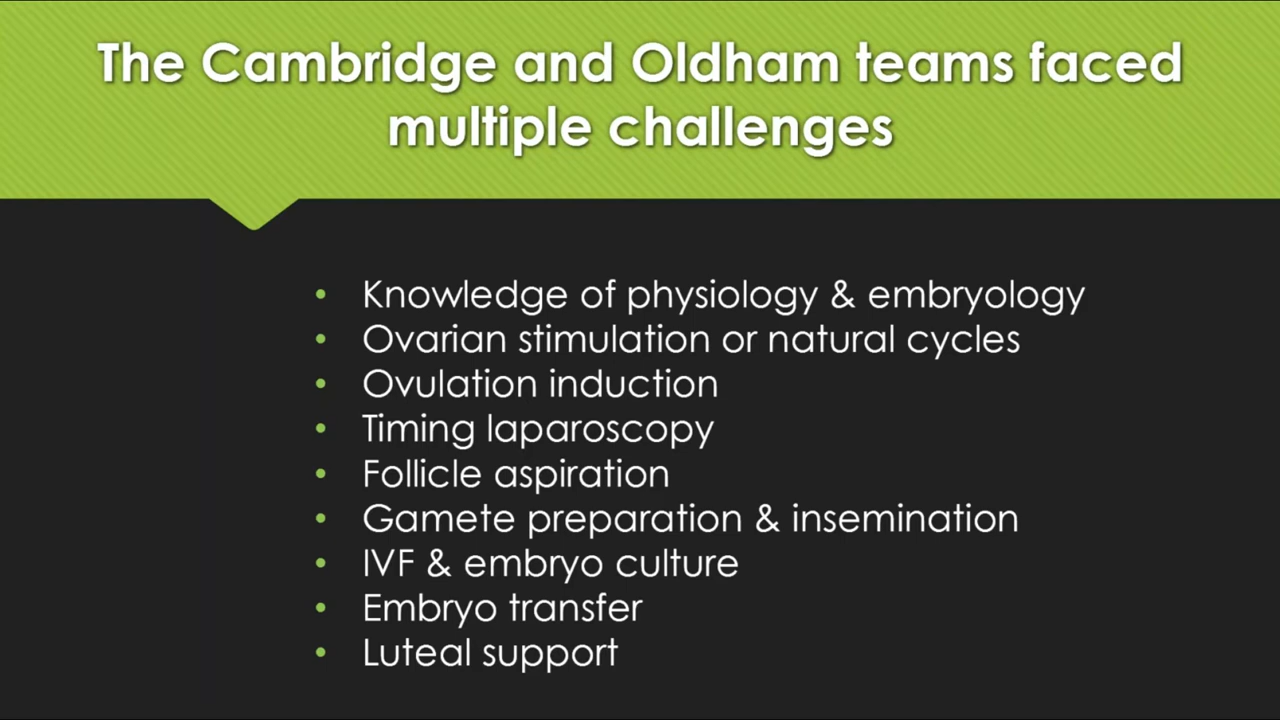 The Cambridge and Oldham teams faced
multiple challenges
• Knowledge of physiology & embryology
• Ovarian stimulation or natural cycles
• Ovulation induction
• Timing laparoscopy
• Follicle aspiration
• Gamete preparation & insemination
• IVF & embryo culture
• Embryo transfer
• Luteal support